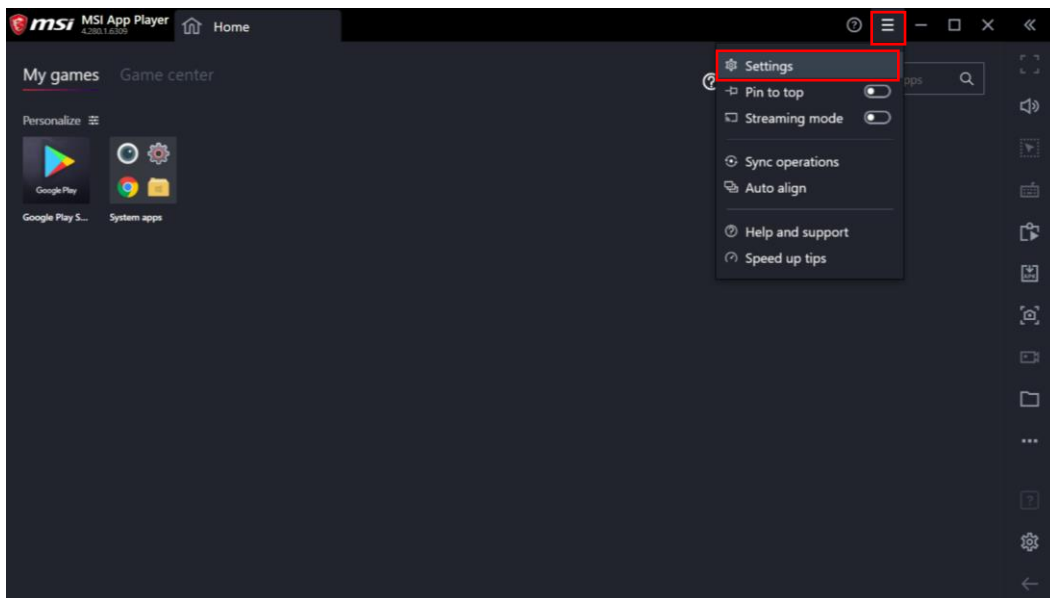 msi MSI App Player
4.280.1.6309
Home
My games Game center
Personalize
Google Play
Google Play S... System apps
Settings
Pin to top
Streaming mode
Sync operations
Auto align
Help and support
Speed up tips
pps
APK